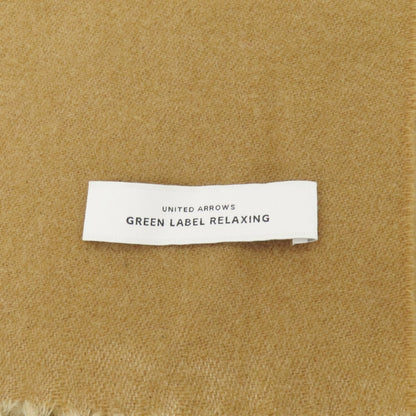 UNITED ARROWS
GREEN LABEL RELAXING